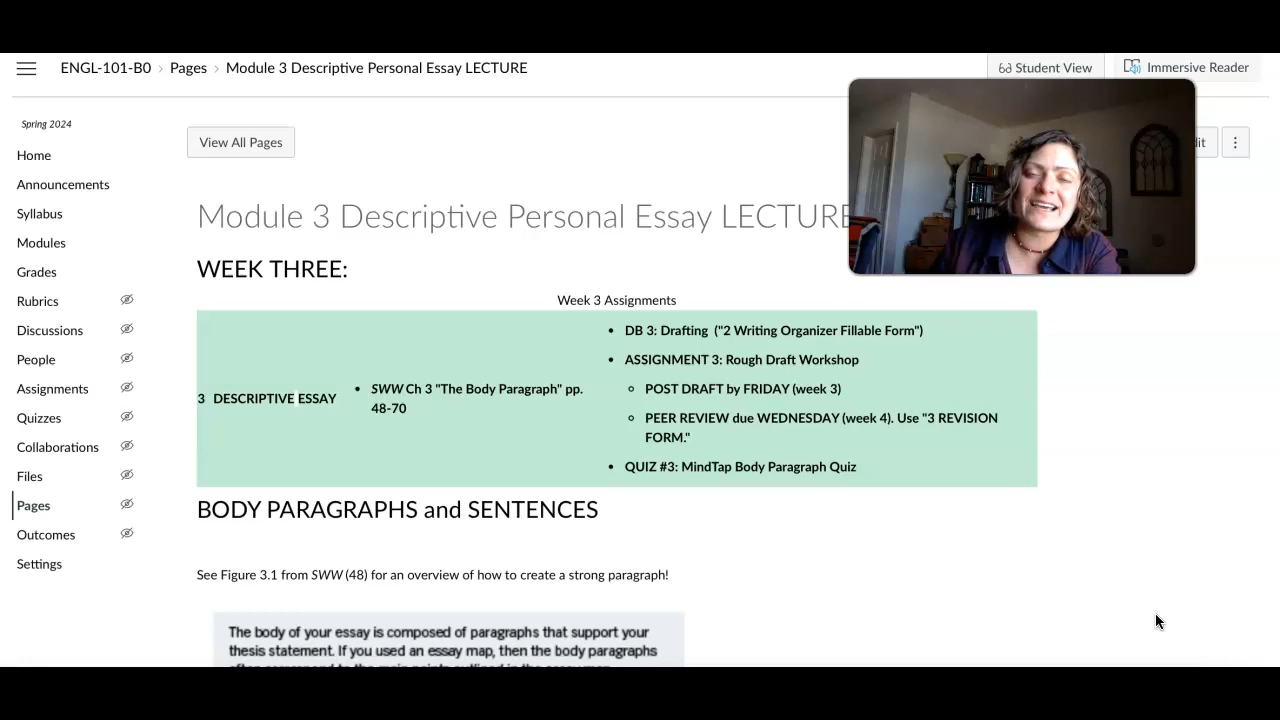 ENGL-101-B0 › Pages › Module 3 Descriptive Personal Essay LECTURE
Student View
Immersive Reader
Spring 2024
View All Pages
dit
Home
Announcements
Syllabus
Modules
Grades
Rubrics
Discussions
People
Assignments
Quizzes
Collaborations
Files
Pages
Outcomes
Settings
Module 3 Descriptive Personal Essay LECTURE
WEEK THREE:
Week 3 Assignments
3 DESCRIPTIVE ESSAY
• SWW Ch 3 "The Body Paragraph" pp.
48-70
• DB 3: Drafting ("2 Writing Organizer Fillable Form")
• ASSIGNMENT 3: Rough Draft Workshop
○ POST DRAFT by FRIDAY (week 3)
○ PEER REVIEW due WEDNESDAY (week 4). Use "3 REVISION
FORM."
• QUIZ #3: MindTap Body Paragraph Quiz
BODY PARAGRAPHS and SENTENCES
See Figure 3.1 from SWW (48) for an overview of how to create a strong paragraph!
The body of your essay is composed of paragraphs that support your
thesis statement. If you used an essay map, then the body paragraphs